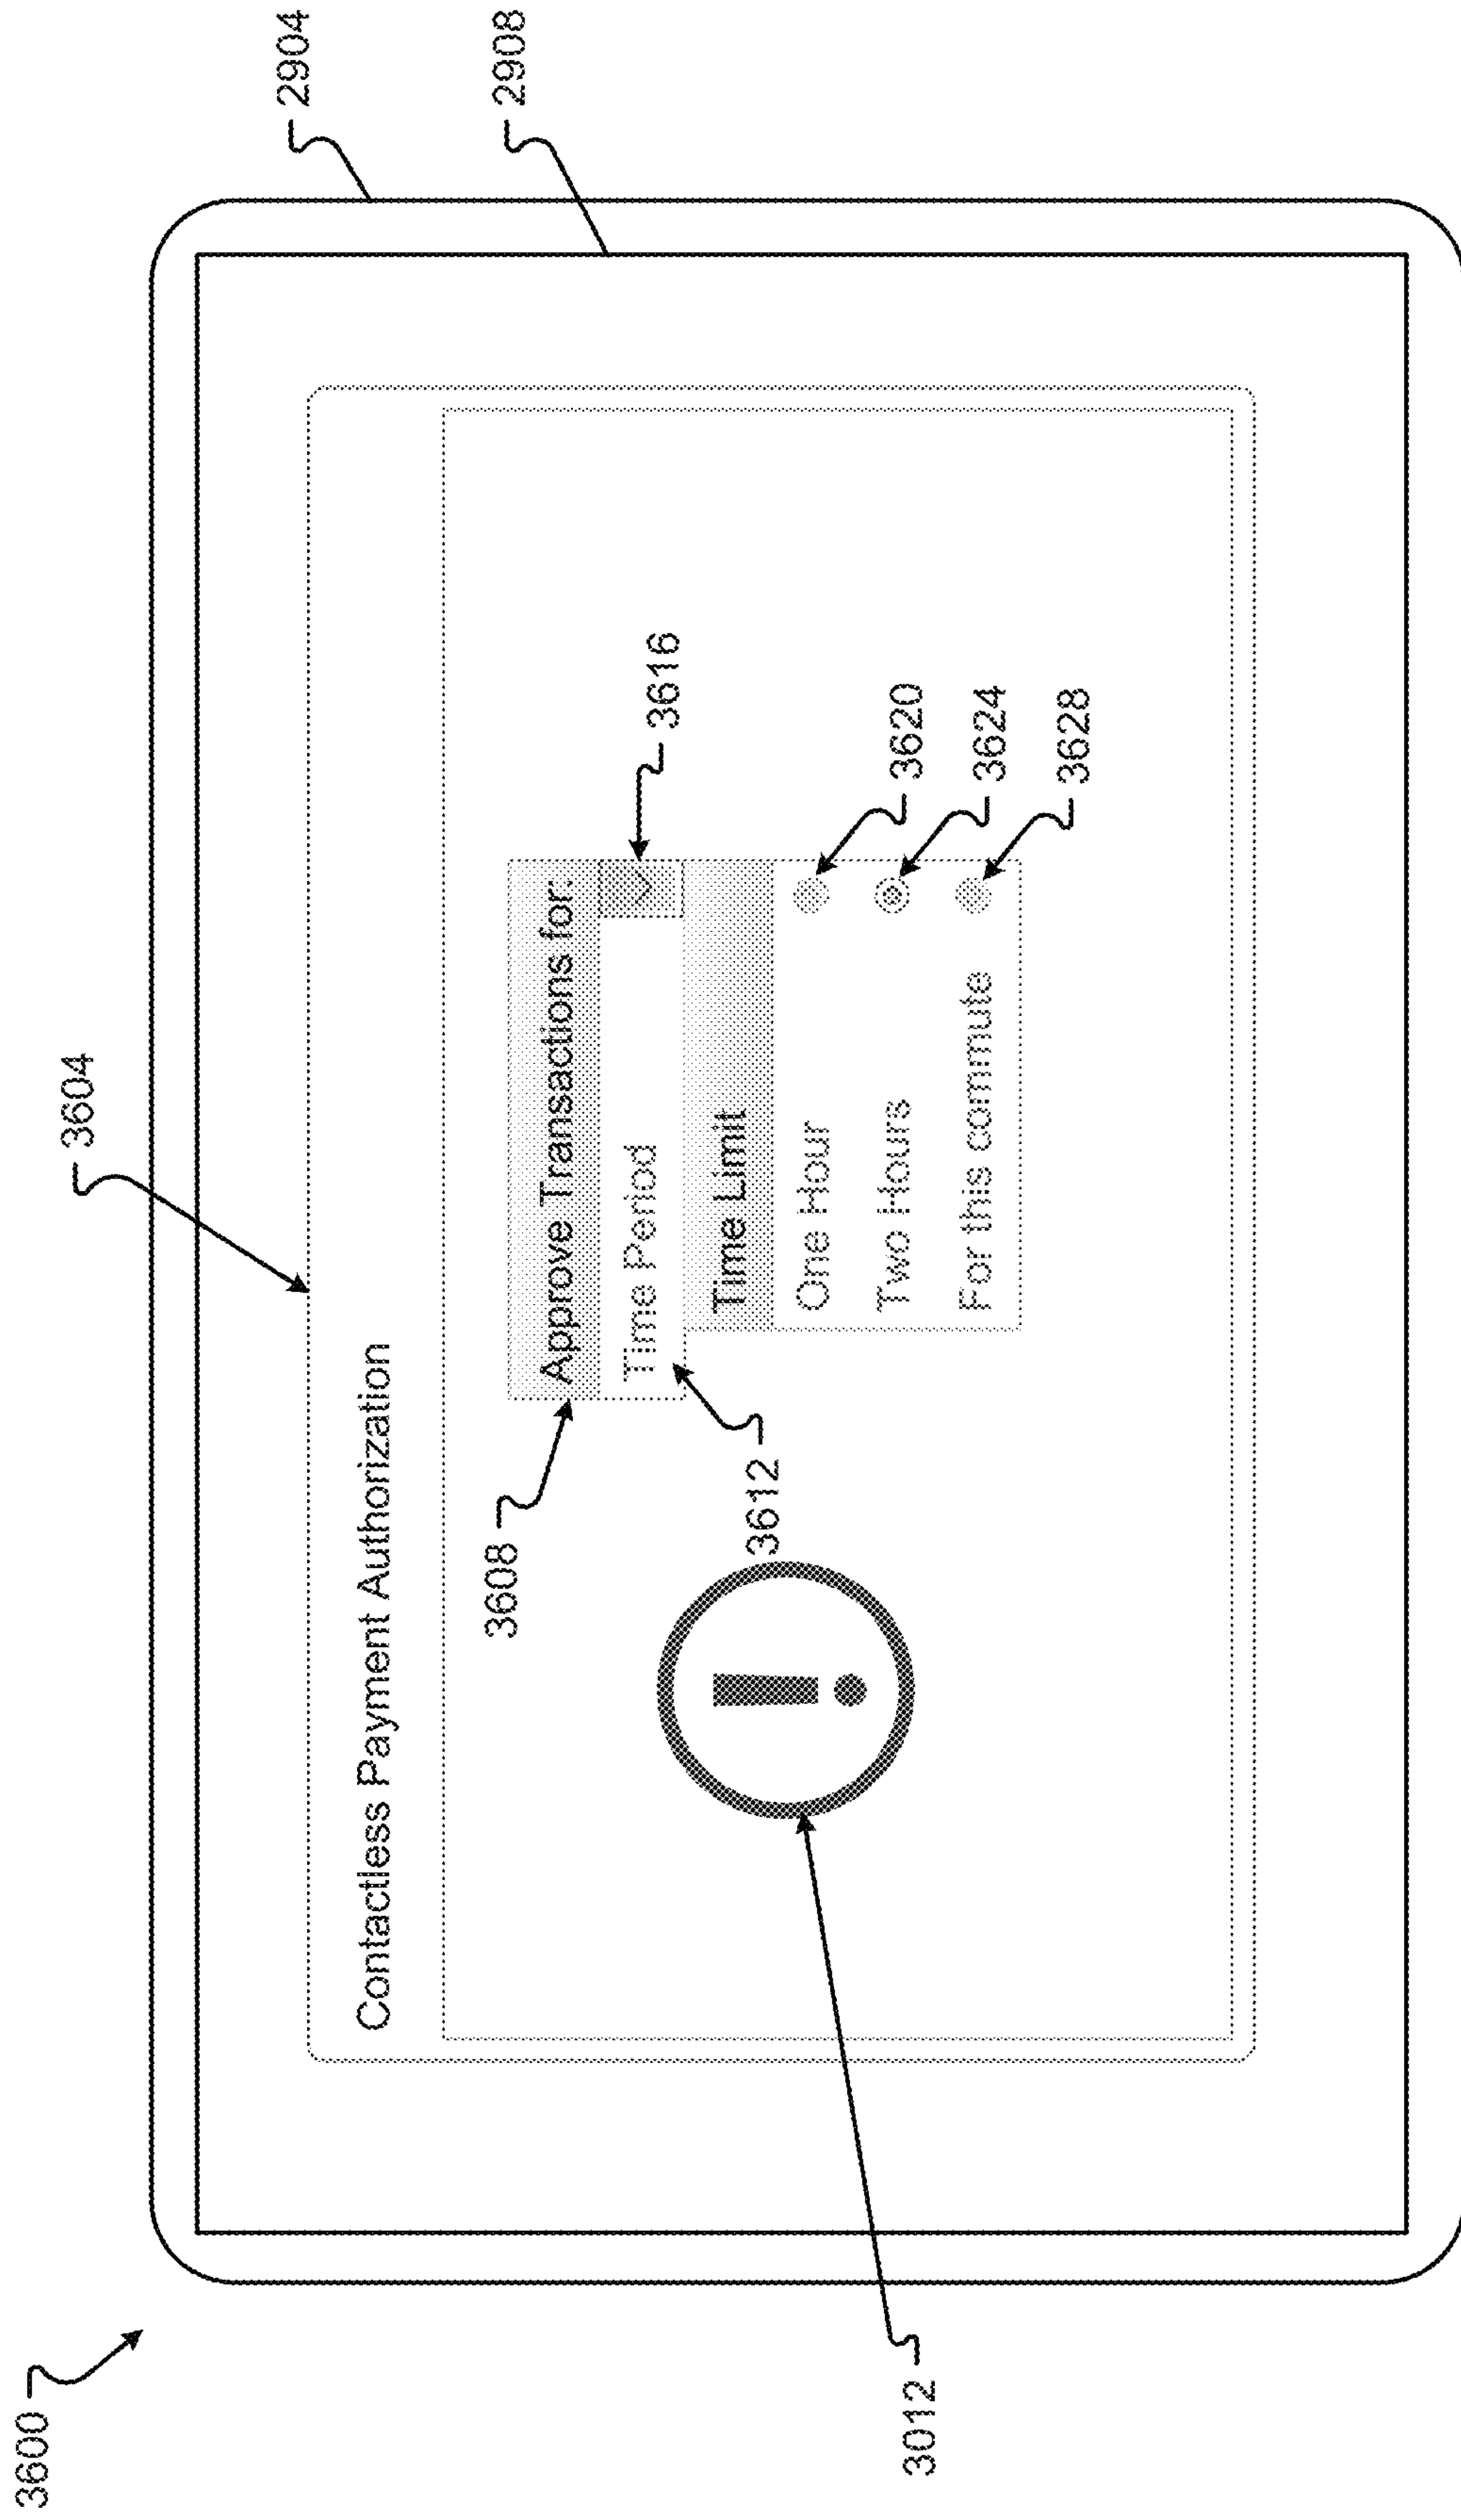 3600
3604
2904
2908
Contactless Payment Authorization
3608
Approve Transactions for:
Time Period
3616
3612
Time Limit
One Hour
3620
Two Hours
3624
For this commute
3628
3012